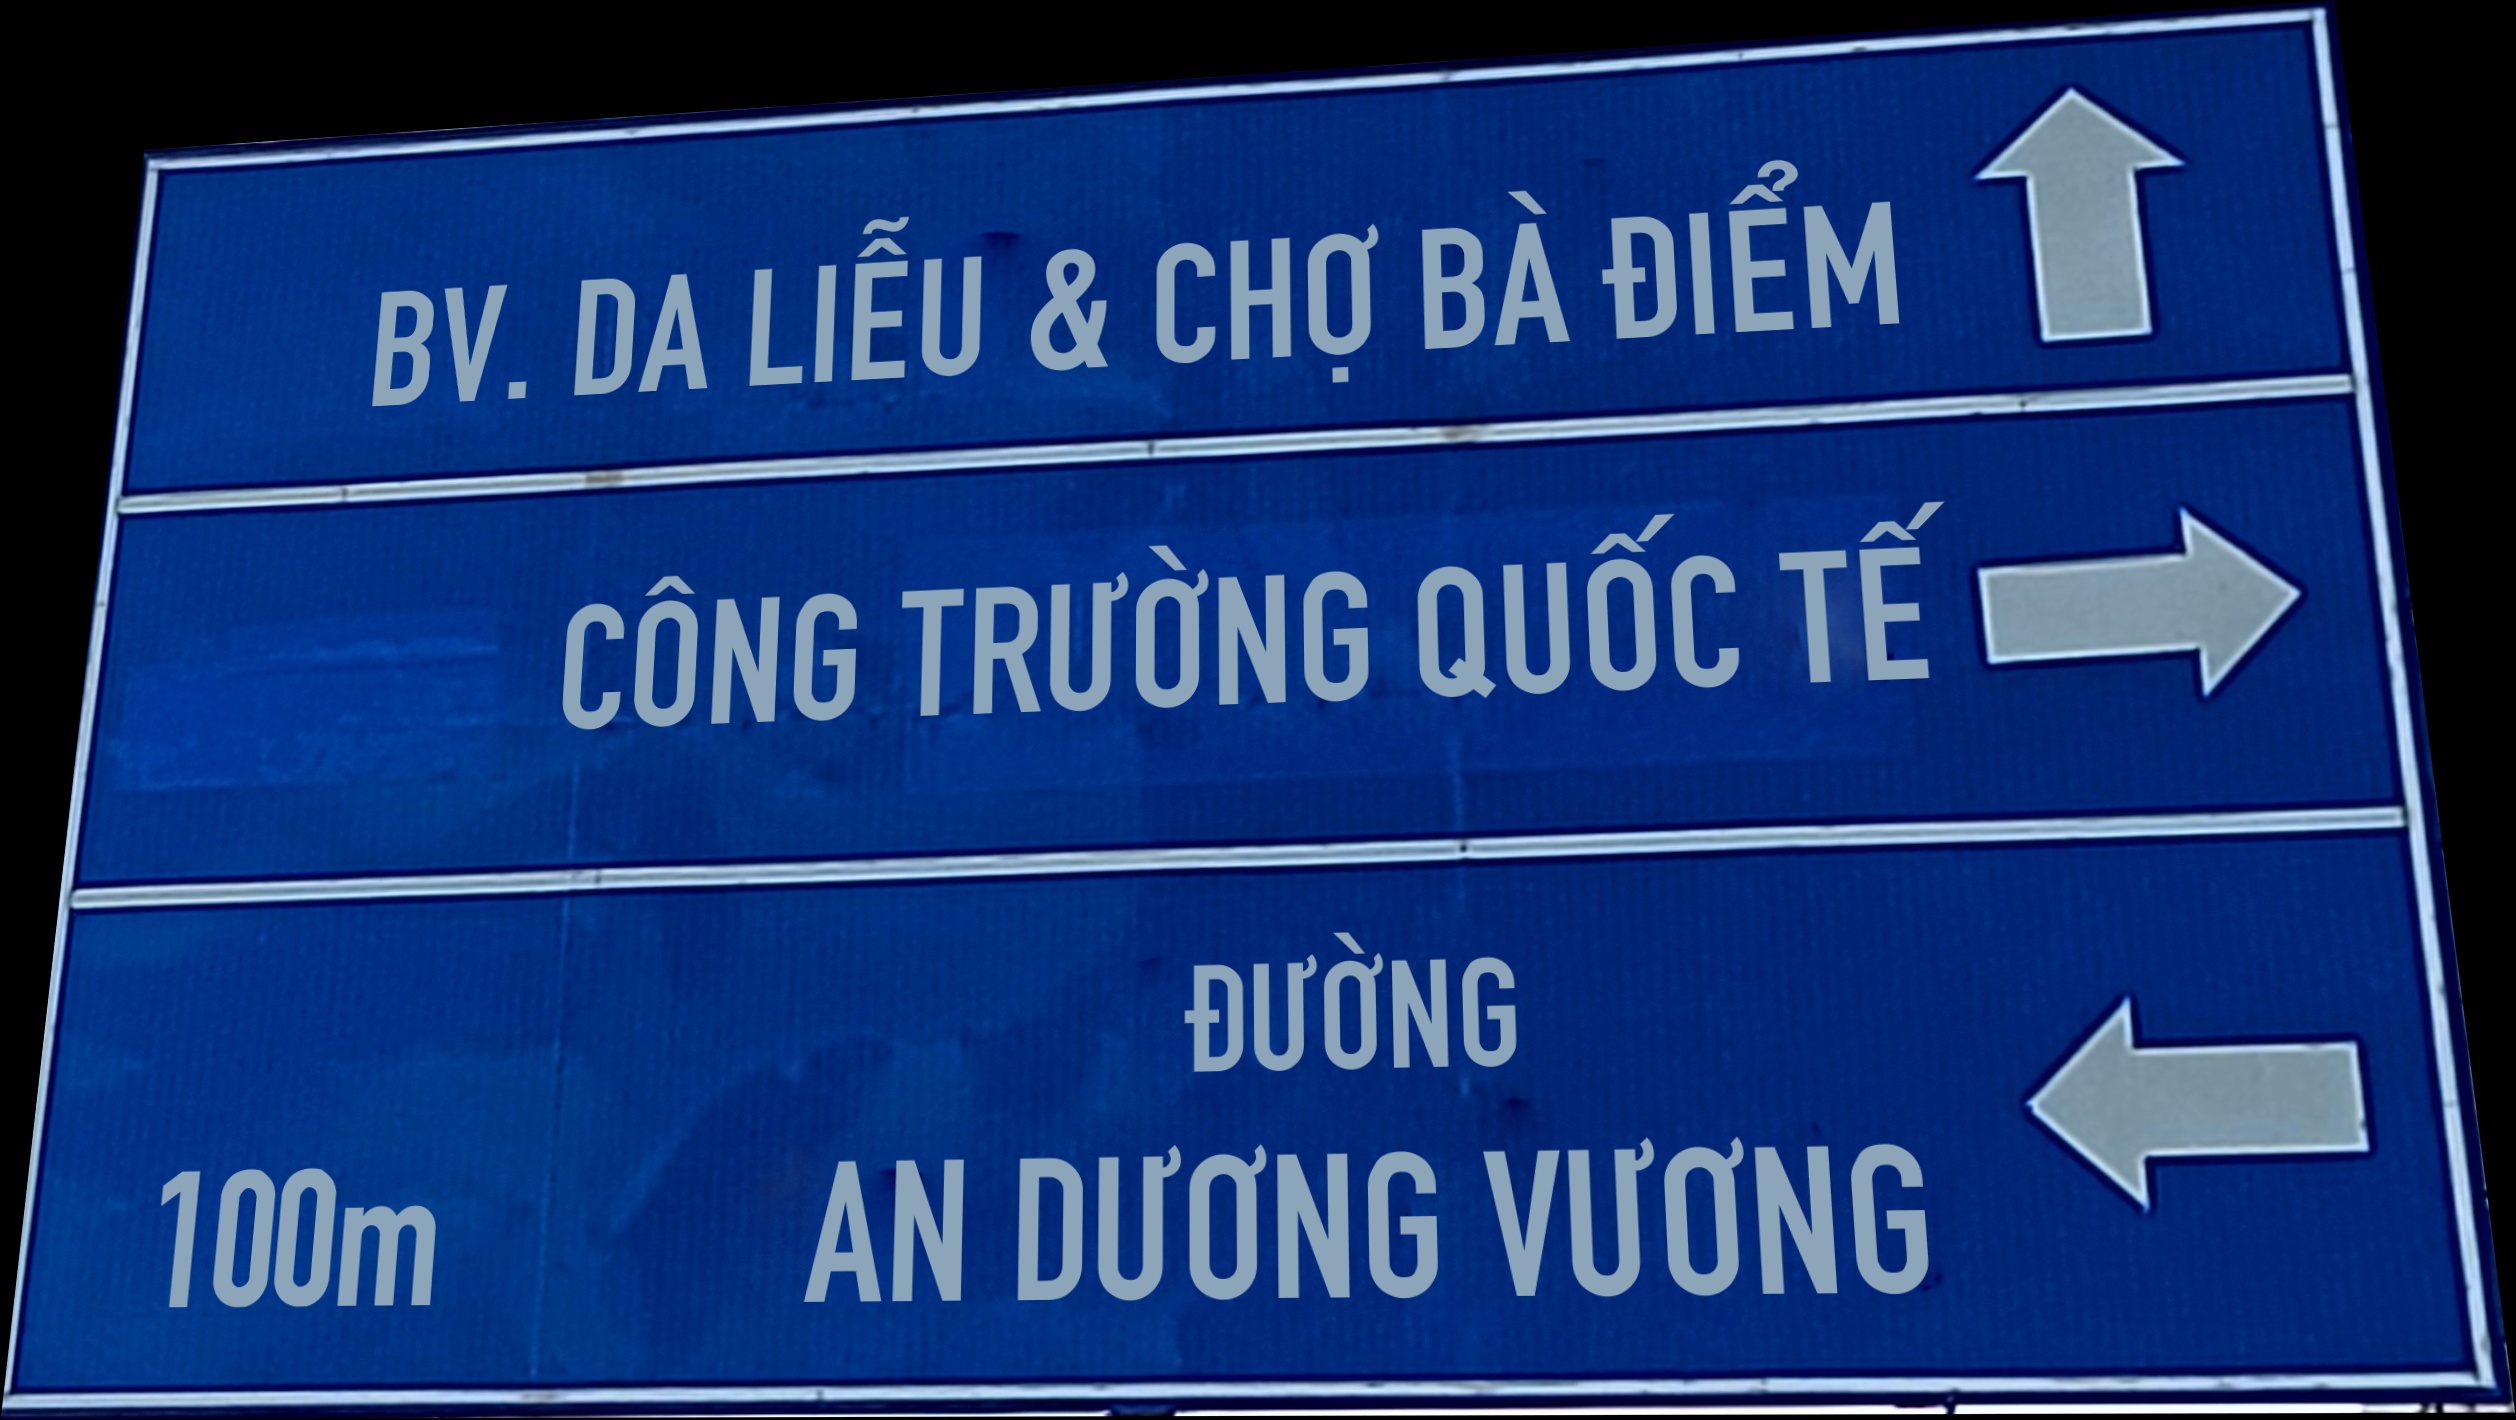 BV. DA LIỄU & CHỢ BÀ ĐIỂM
CÔNG TRƯỜNG QUỐC TẾ
ĐƯỜNG
AN DƯƠNG VƯƠNG
100m